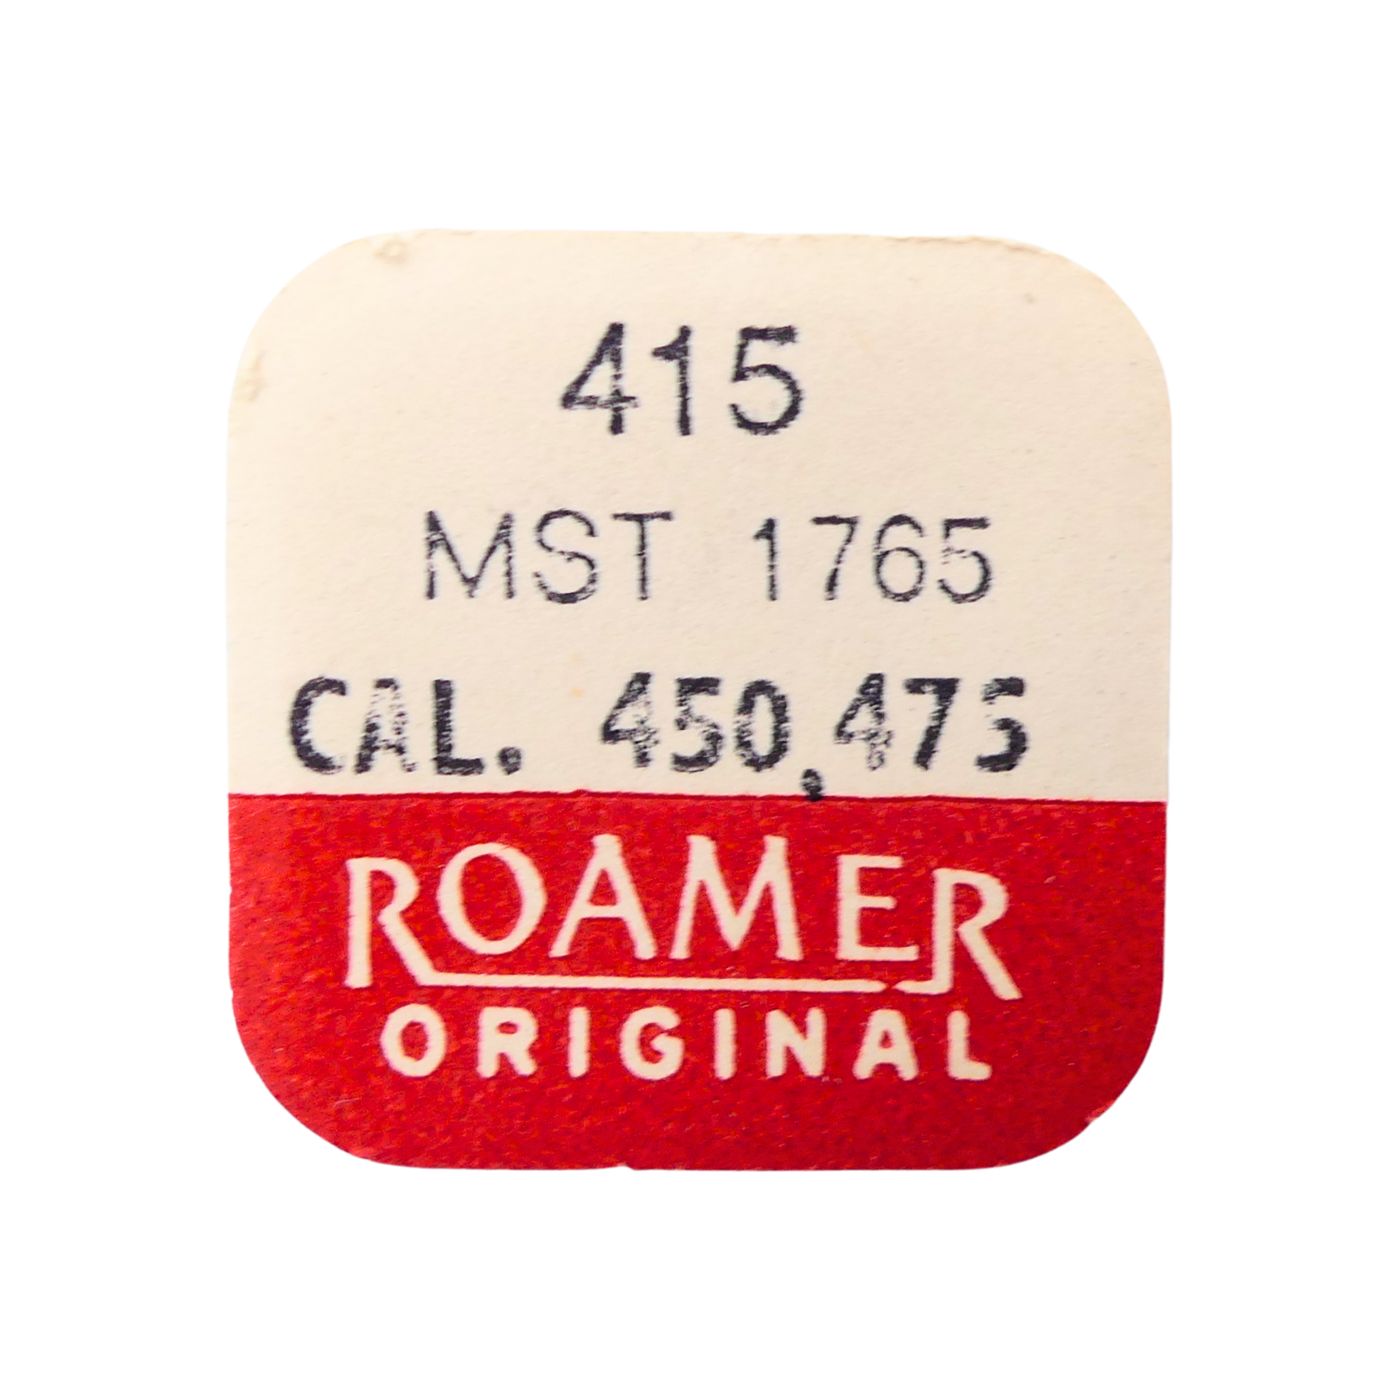 415
MST 1765
CAL. 450,475
ROAMER
ORIGINAL